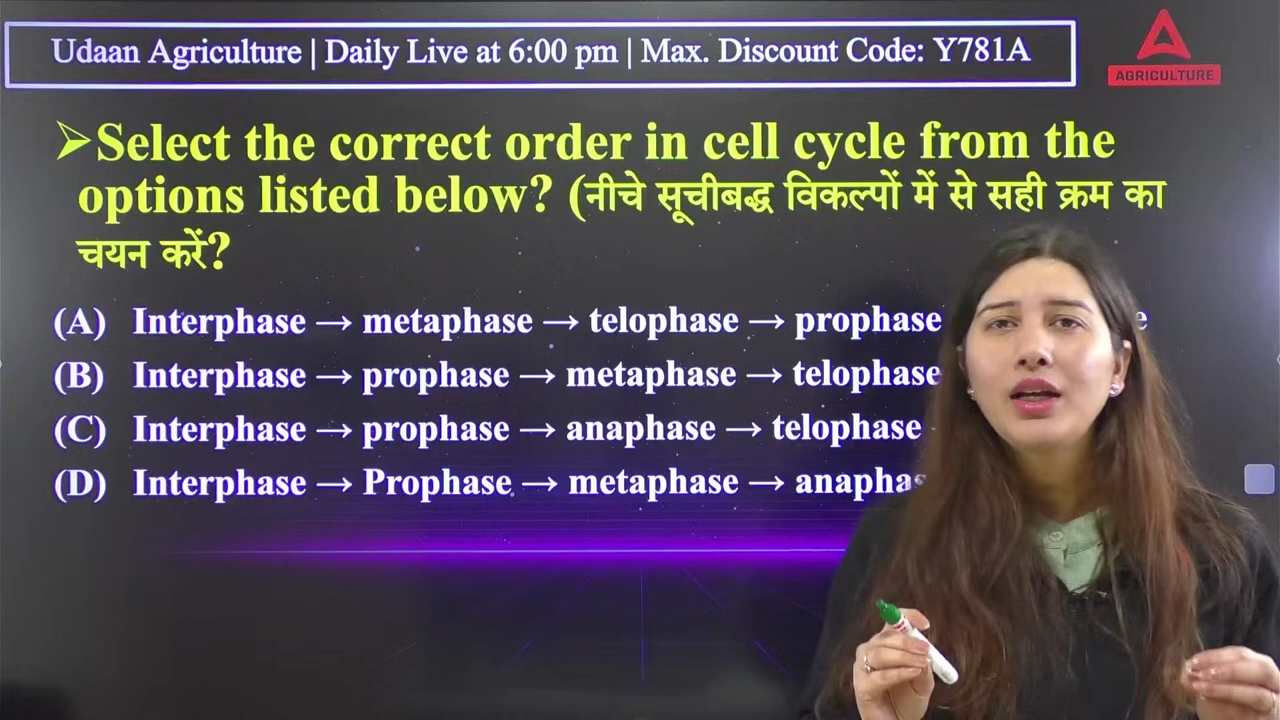 Udaan Agriculture | Daily Live at 6:00 pm | Max. Discount Code: Y781A
AGRICULTURE
➢Select the correct order in cell cycle from the
options listed below? (नीचे सूचीबद्ध विकल्पों में से सही क्रम का
चयन करें?
(A) Interphase → metaphase → telophase → prophase
(B) Interphase → prophase → metaphase → telophase
(C) Interphase → prophase → anaphase → telophase
(D) Interphase → Prophase → metaphase →